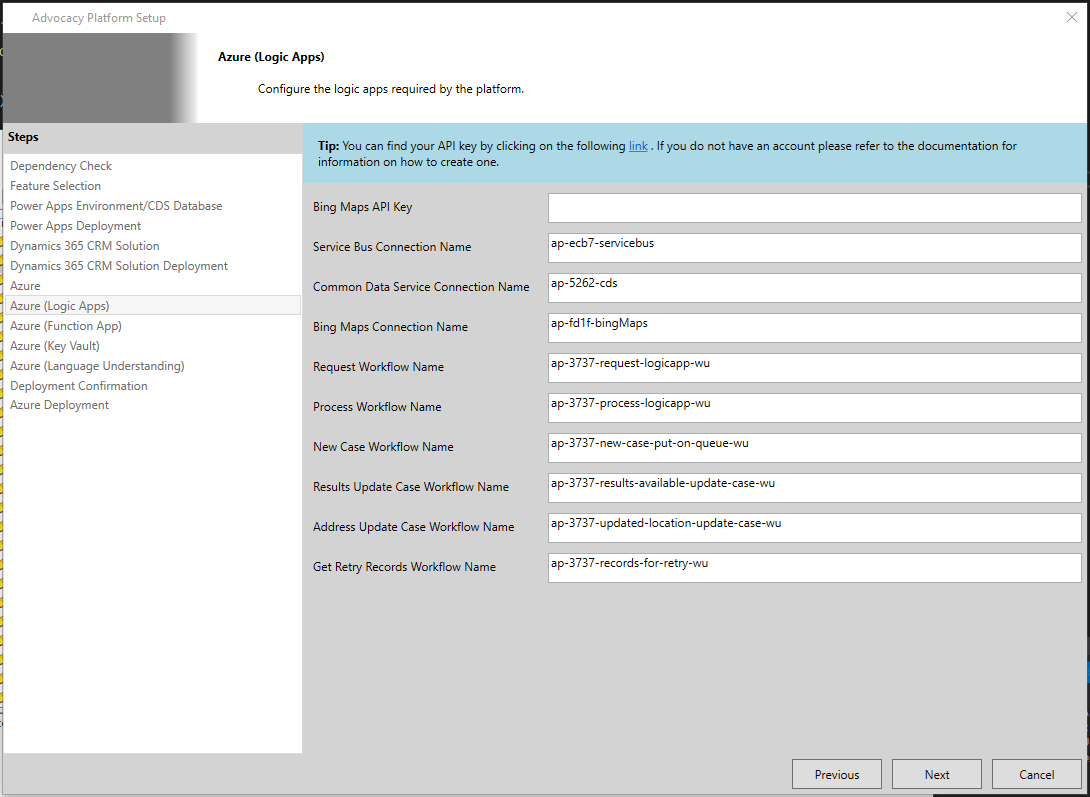 Advocacy Platform Setup
Azure (Logic Apps)
Configure the logic apps required by the platform.
Steps
Dependency Check
Feature Selection
Power Apps Environment/CDS Database
Power Apps Deployment
Dynamics 365 CRM Solution
Dynamics 365 CRM Solution Deployment
Azure
Azure (Logic Apps)
Azure (Function App)
Azure (Key Vault)
Azure (Language Understanding)
Deployment Confirmation
Azure Deployment
Tip: You can find your API key by clicking on the following link . If you do not have an account please refer to the documentation for
information on how to create one.
Bing Maps API Key
Service Bus Connection Name ap-ecb7-servicebus
Common Data Service Connection Name ap-5262-cds
Bing Maps Connection Name ap-fd1f-bingMaps
Request Workflow Name ap-3737-request-logicapp-wu
Process Workflow Name ap-3737-process-logicapp-wu
New Case Workflow Name ap-3737-new-case-put-on-queue-wu
Results Update Case Workflow Name ap-3737-results-available-update-case-wu
Address Update Case Workflow Name ap-3737-updated-location-update-case-wu
Get Retry Records Workflow Name ap-3737-records-for-retry-wu
Previous Next Cancel